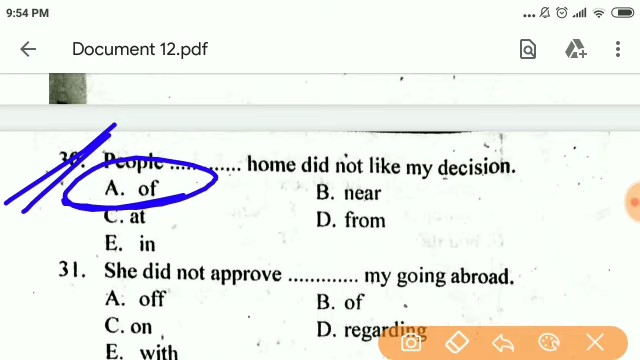 9:54 PM
Document 12.pdf
30. People ............ home did not like my decision.
A. of
B. near
C. at
D. from
E. in
31. She did not approve ............. my going abroad.
A. off
B. of
C. on
D. regarding
E. with